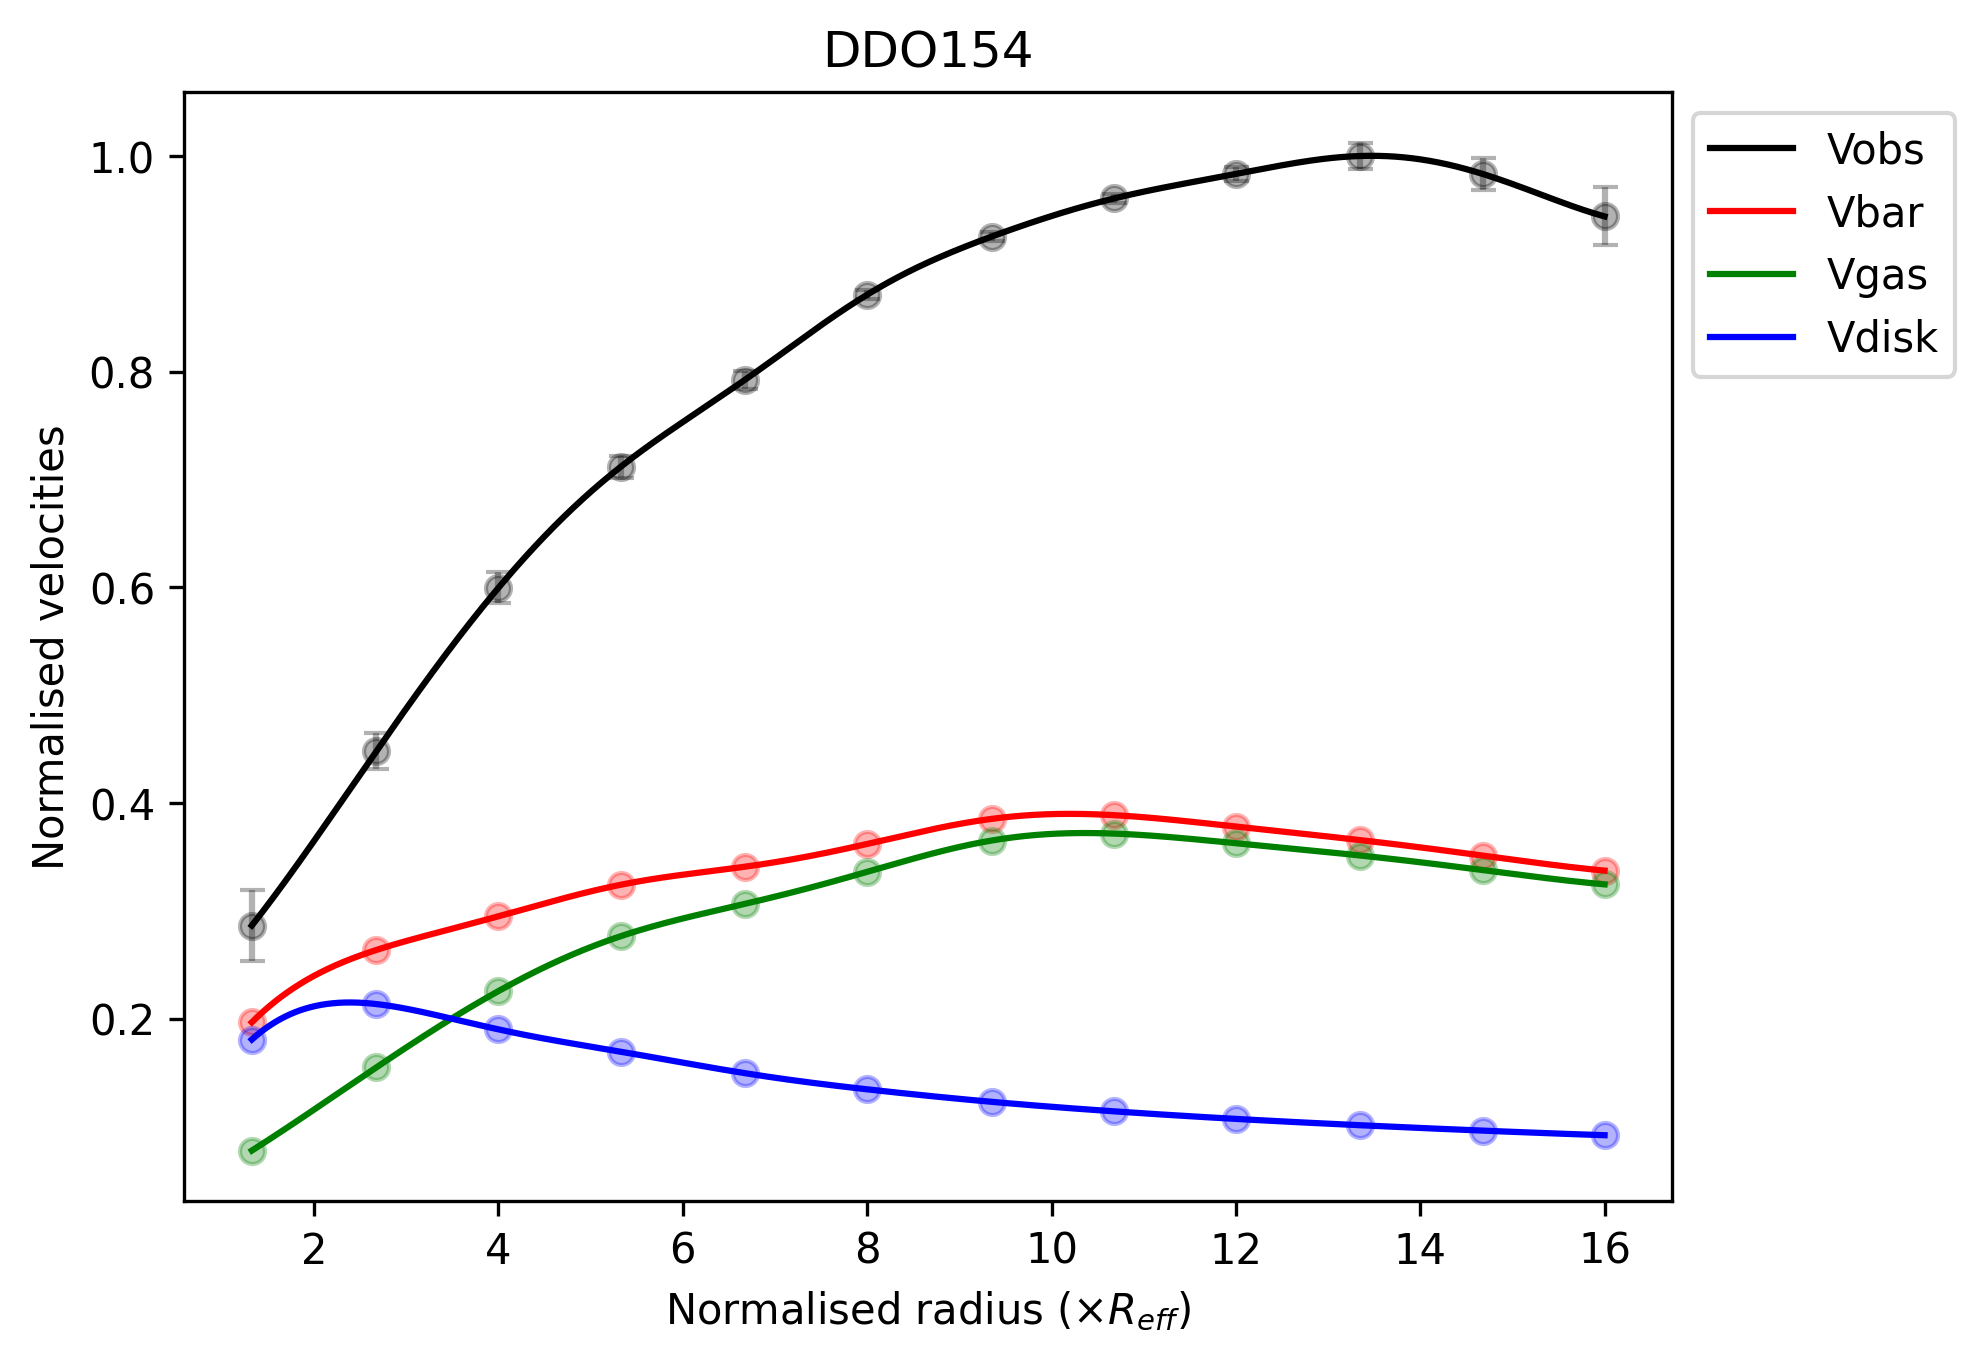 DDO154
Normalised velocities
1.0
0.8
0.6
0.4
0.2
2 4 6 8 10 12 14 16
Normalised radius (×R_eff)
Vobs
Vbar
Vgas
Vdisk